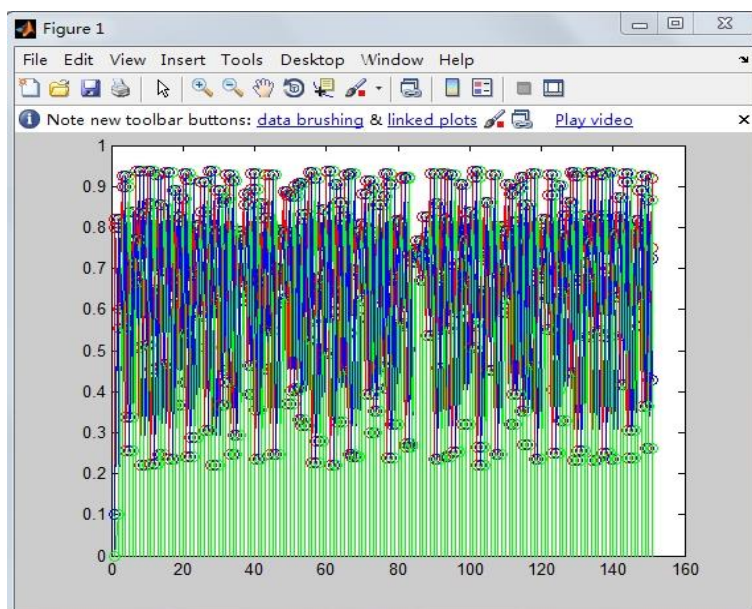 Figure 1
File Edit View Insert Tools Desktop Window Help
Note new toolbar buttons: data brushing & linked plots Play video
1
0.9
0.8
0.7
0.6
0.5
0.4
0.3
0.2
0.1
0
0 20 40 60 80 100 120 140 160